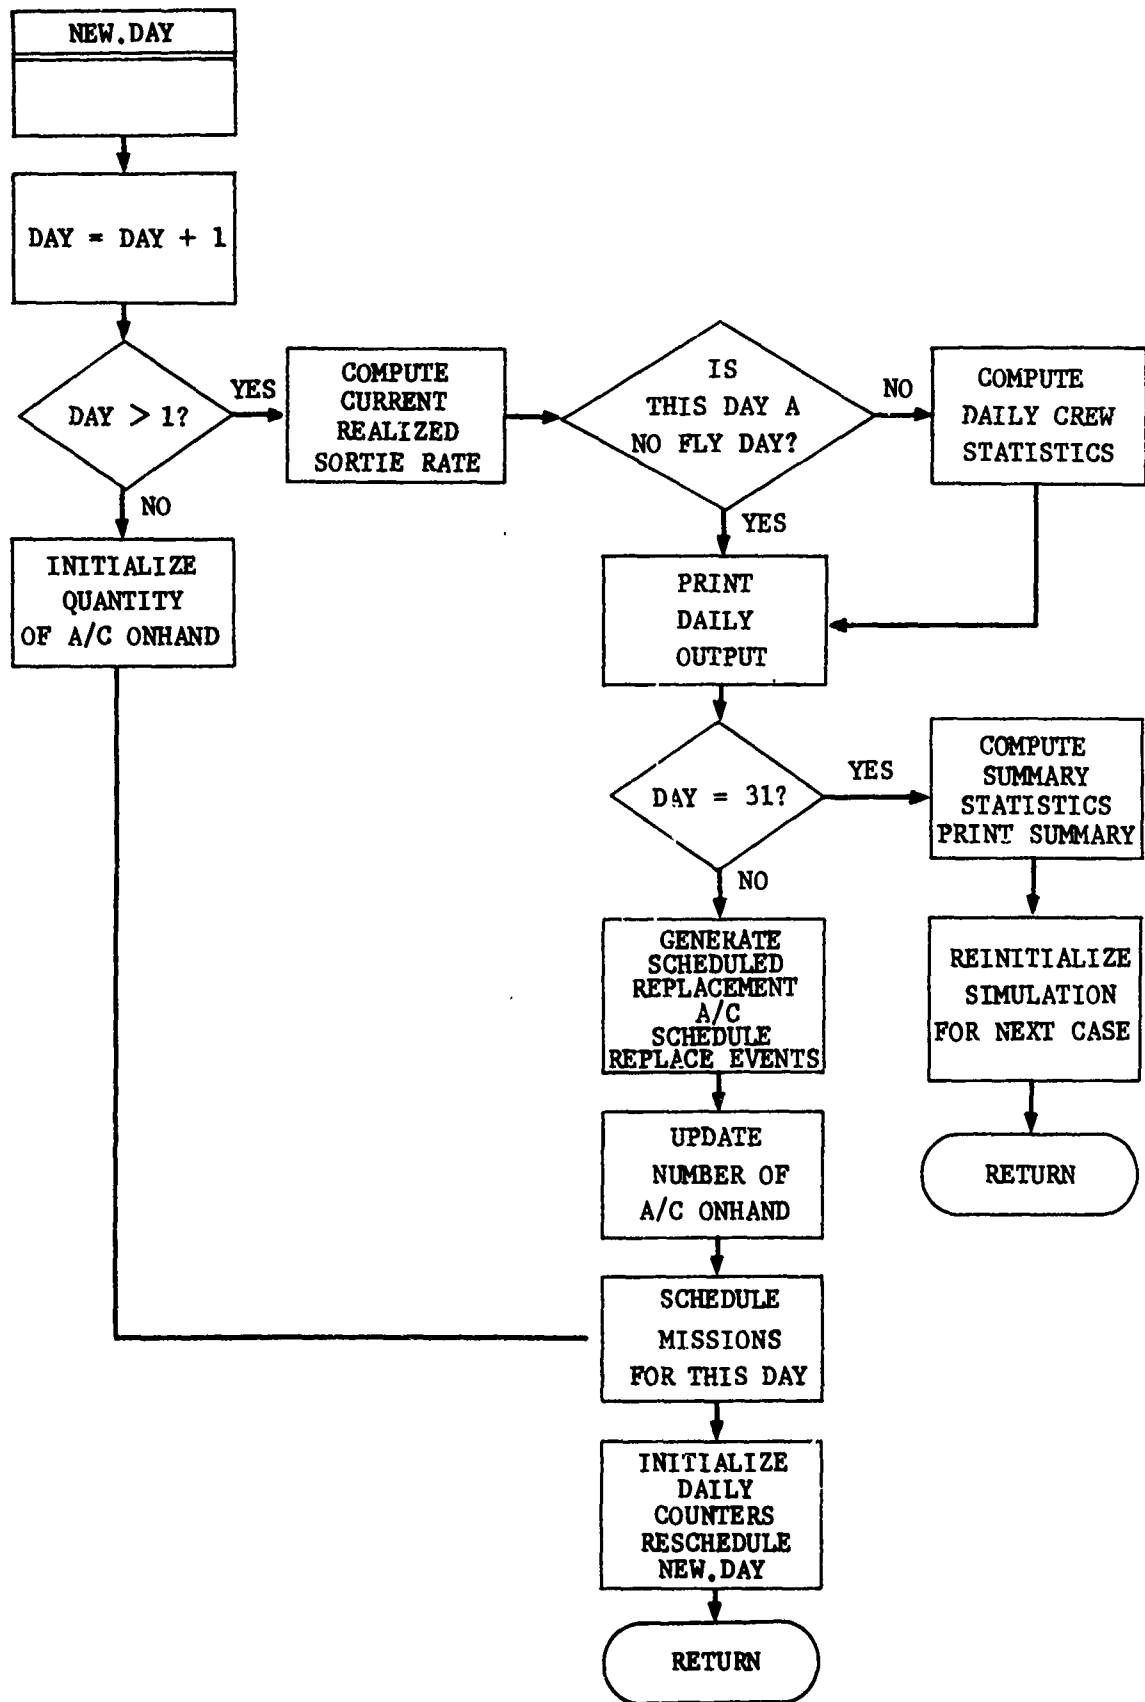 NEW.DAY
DAY = DAY + 1
DAY > 1?
YES
NO
INITIALIZE
QUANTITY
OF A/C ONHAND
COMPUTE
CURRENT
REALIZED
SORTIE RATE
IS
THIS DAY A
NO FLY DAY?
NO
YES
COMPUTE
DAILY CREW
STATISTICS
PRINT
DAILY
OUTPUT
DAY = 31?
YES
NO
COMPUTE
SUMMARY
STATISTICS
PRINT SUMMARY
REINITIALIZE
SIMULATION
FOR NEXT CASE
RETURN
GENERATE
SCHEDULED
REPLACEMENT
A/C
SCHEDULE
REPLACE EVENTS
UPDATE
NUMBER OF
A/C ONHAND
SCHEDULE
MISSIONS
FOR THIS DAY
INITIALIZE
DAILY
COUNTERS
RESCHEDULE
NEW.DAY
RETURN